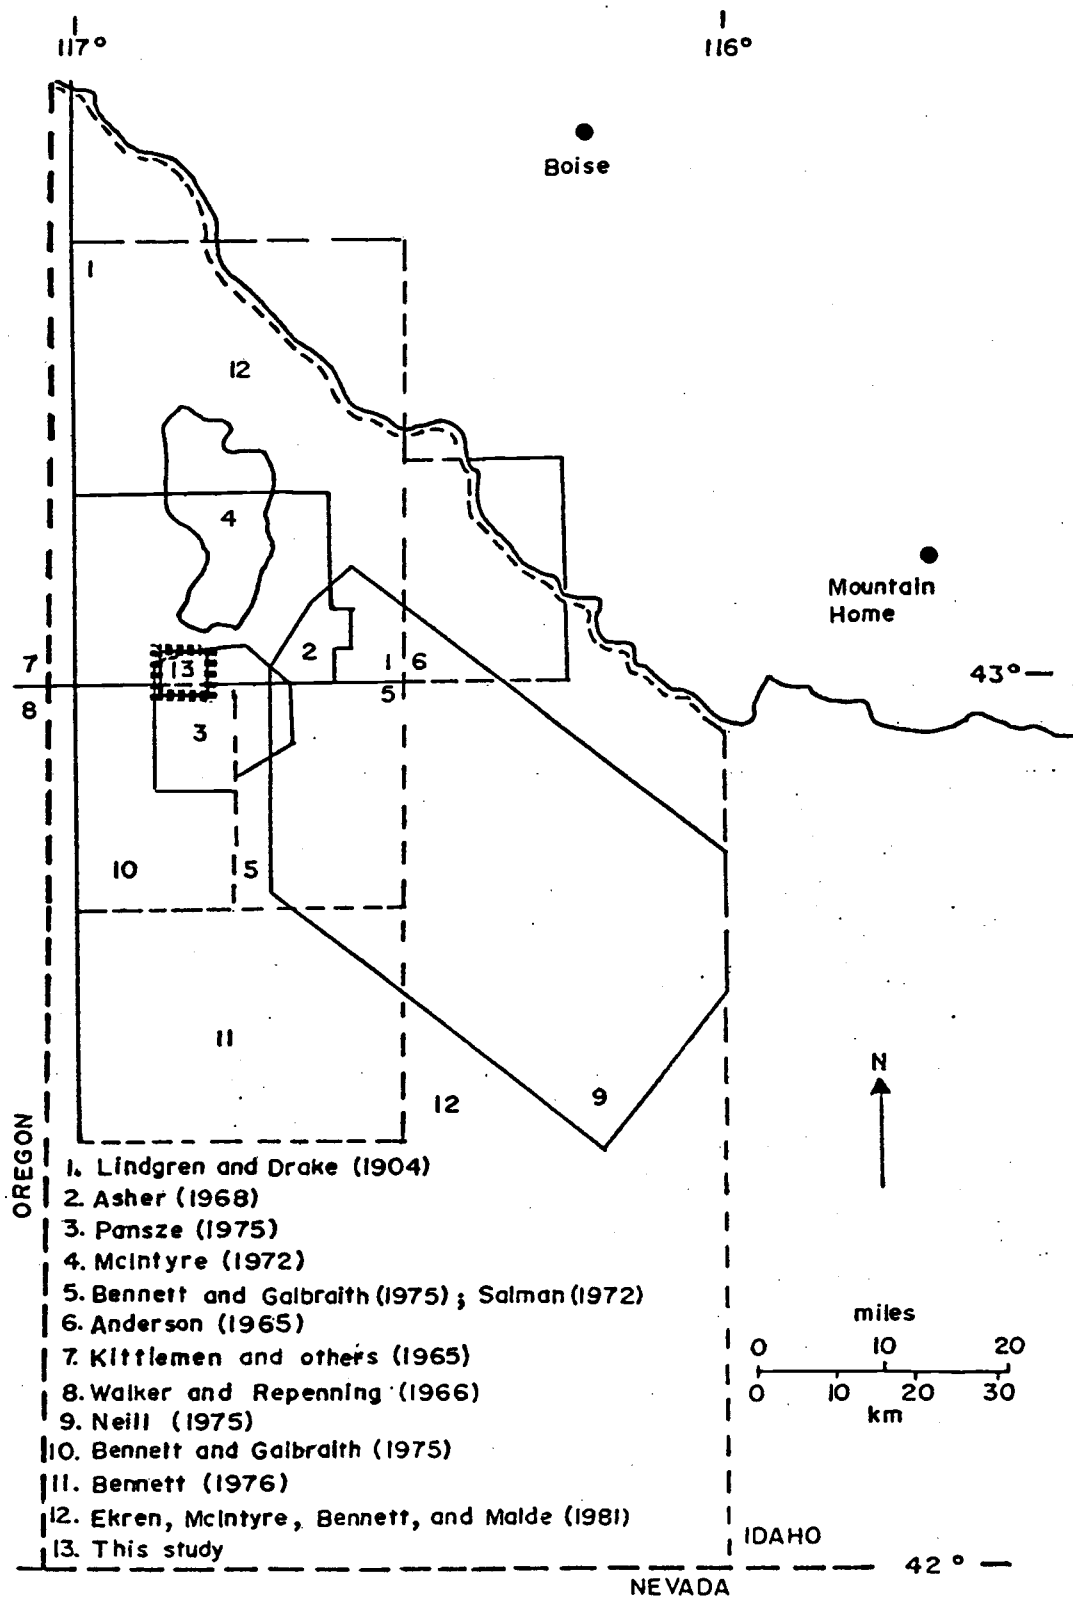 117°
116°
Boise
1
12
4
Mountain
Home
2
1
6
7
13
43°
5
8
3
10
5
11
9
12
N
OREGON
1. Lindgren and Drake (1904)
2. Asher (1968)
3. Pansze (1975)
4. McIntyre (1972)
5. Bennett and Galbraith (1975); Salman (1972)
6. Anderson (1965)
7. Kittlemen and others (1965)
8. Walker and Repenning (1966)
9. Neill (1975)
10. Bennett and Galbraith (1975)
11. Bennett (1976)
12. Ekren, McIntyre, Bennett, and Malde (1981)
13. This study
miles
0 10 20
0 10 20 30
km
IDAHO
42°
NEVADA